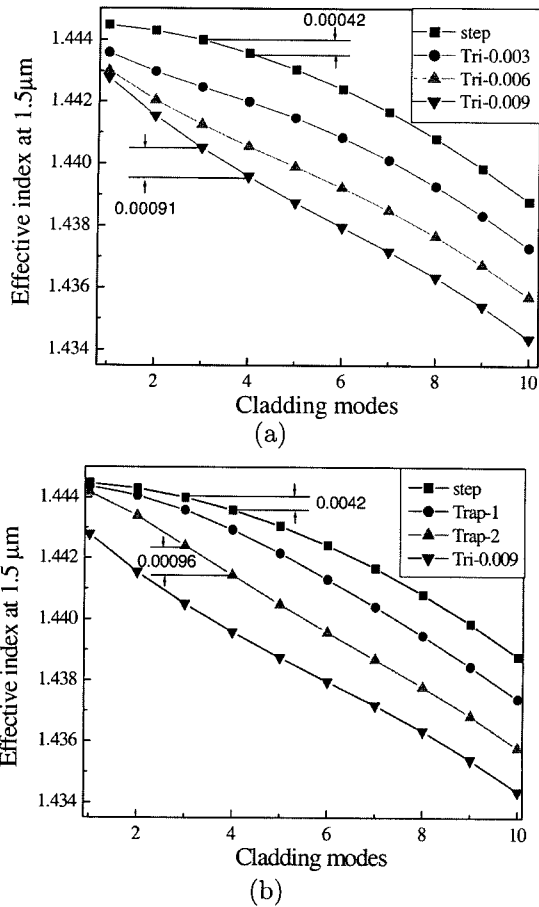 0.00042
step
Tri-0.003
Tri-0.006
Tri-0.009
1.444
1.442
1.440
1.438
1.436
1.434
0.00091
Effective index at 1.5μm
2
4
6
8
10
Cladding modes
(a)
step
Trap-1
Trap-2
Tri-0.009
0.0042
0.00096
1.444
1.442
1.440
1.438
1.436
1.434
Effective index at 1.5 μm
2
4
6
8
10
Cladding modes
(b)